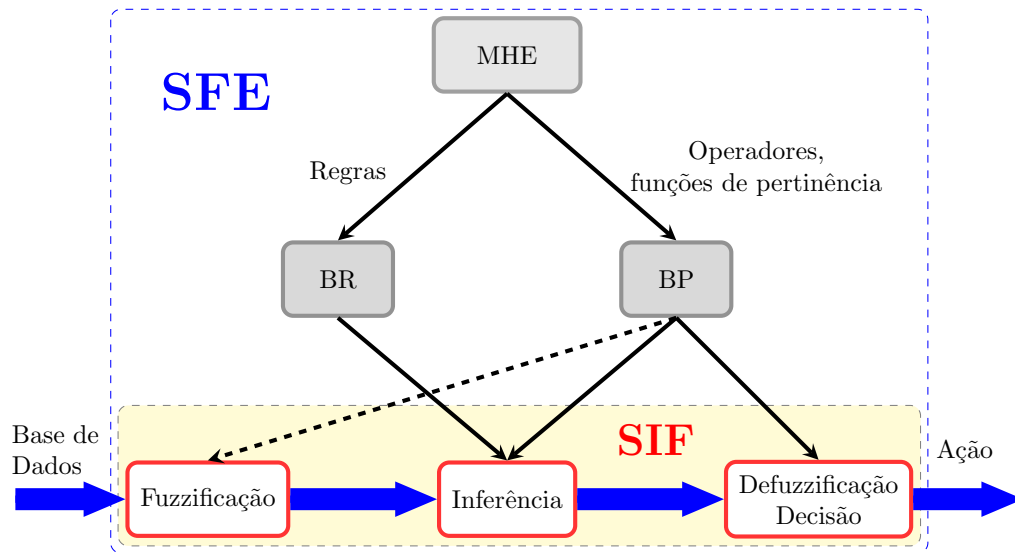 MHE
SFE
Regras
Operadores,
funções de pertinência
BR
BP
SIF
Base de
Dados
Ação
Fuzzificação
Inferência
Defuzzificação
Decisão